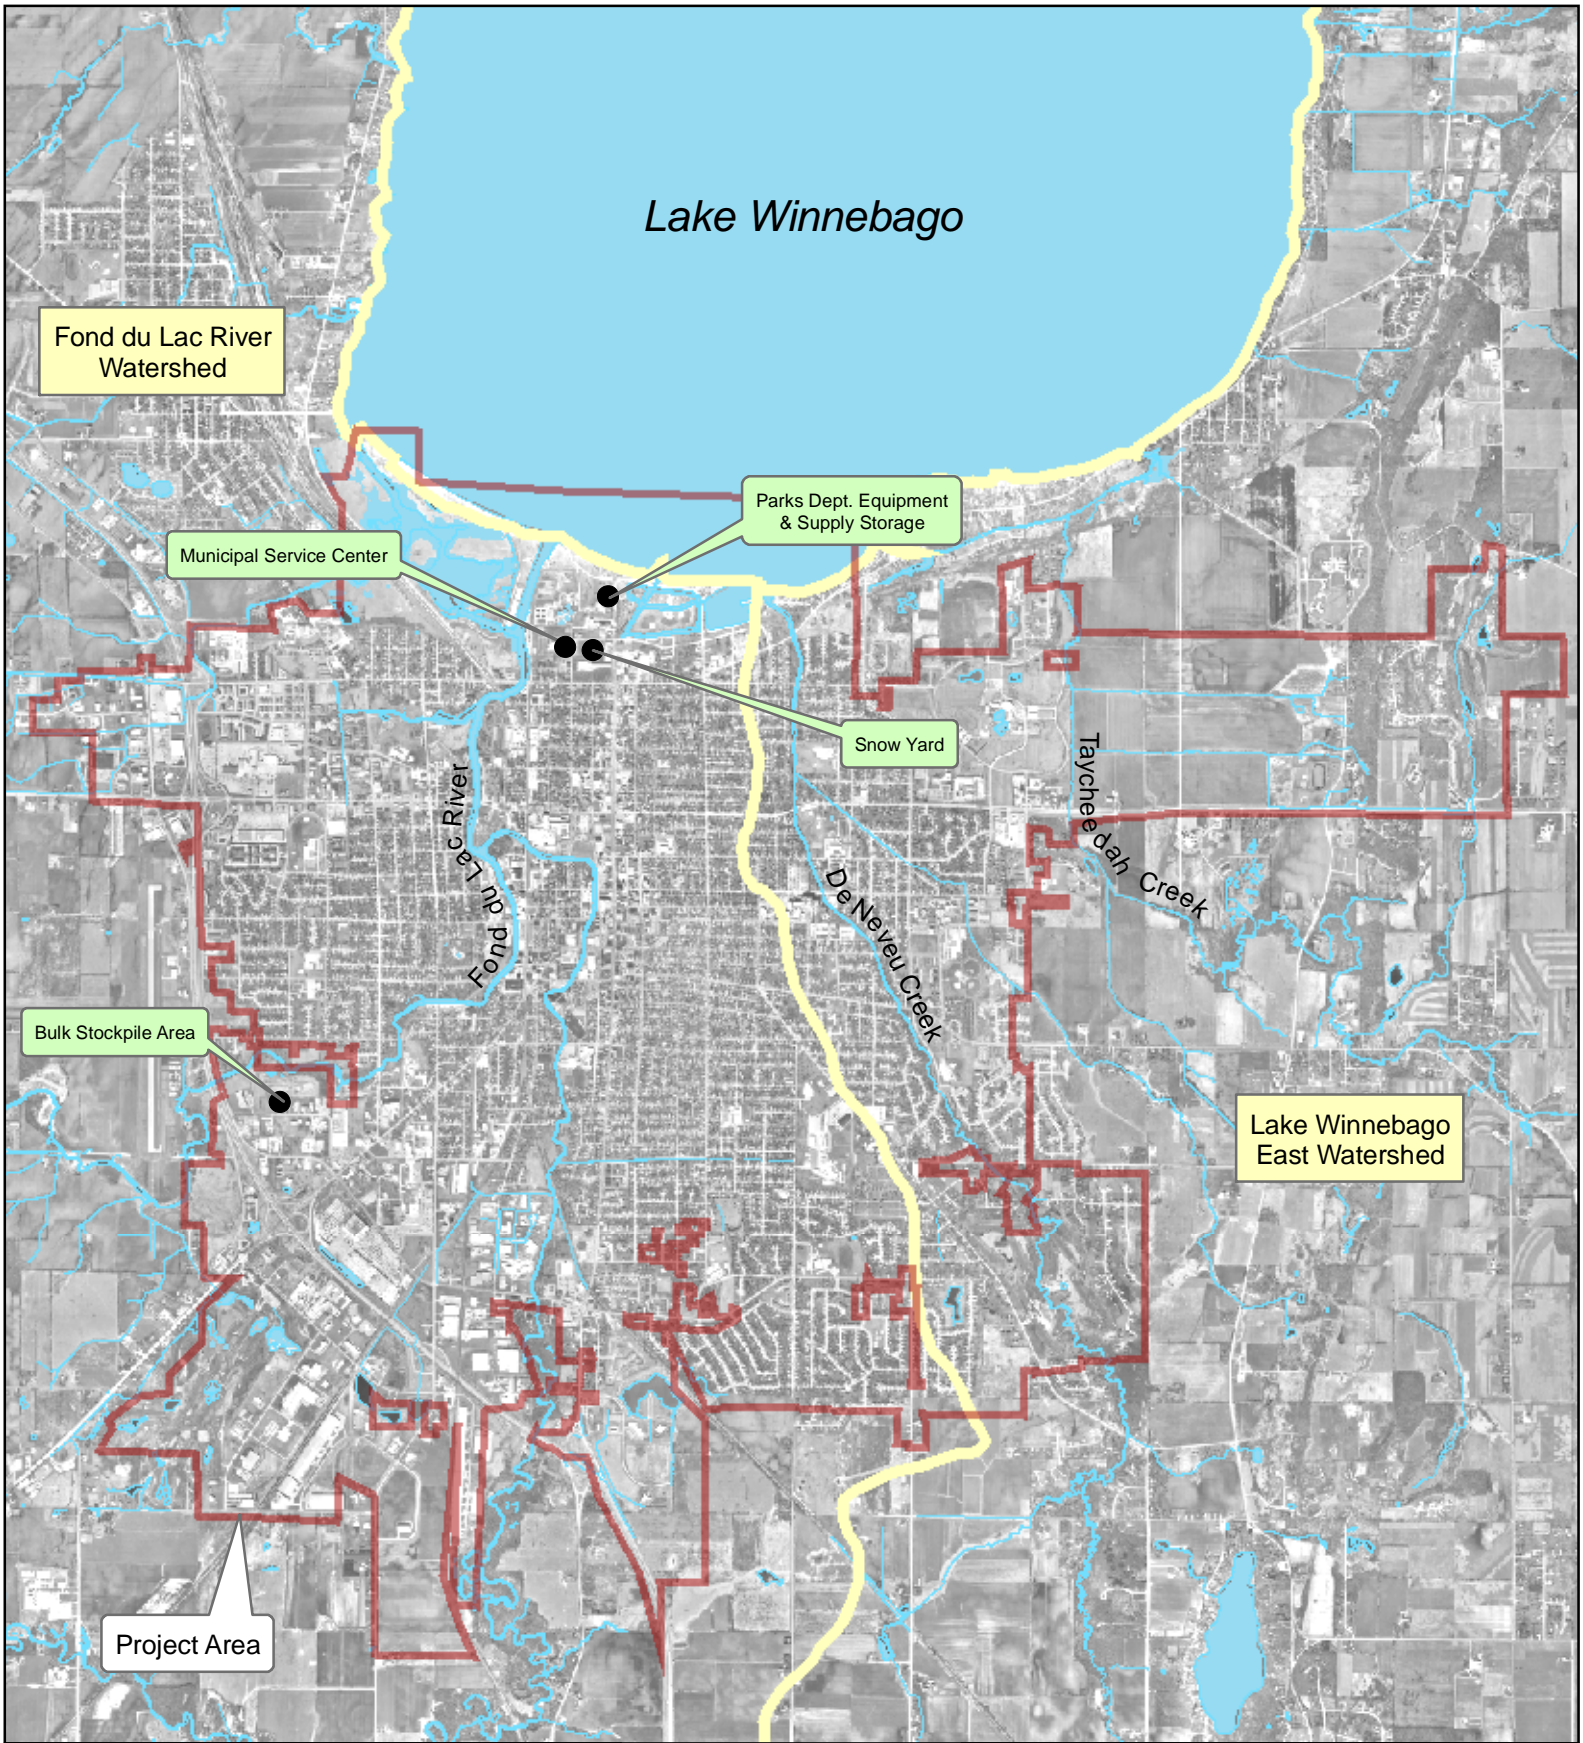 Lake Winnebago
Fond du Lac River
Watershed
Parks Dept. Equipment
& Supply Storage
Municipal Service Center
Snow Yard
Fond du Lac River
Taycheedah Creek
De Neveu Creek
Bulk Stockpile Area
Lake Winnebago
East Watershed
Project Area